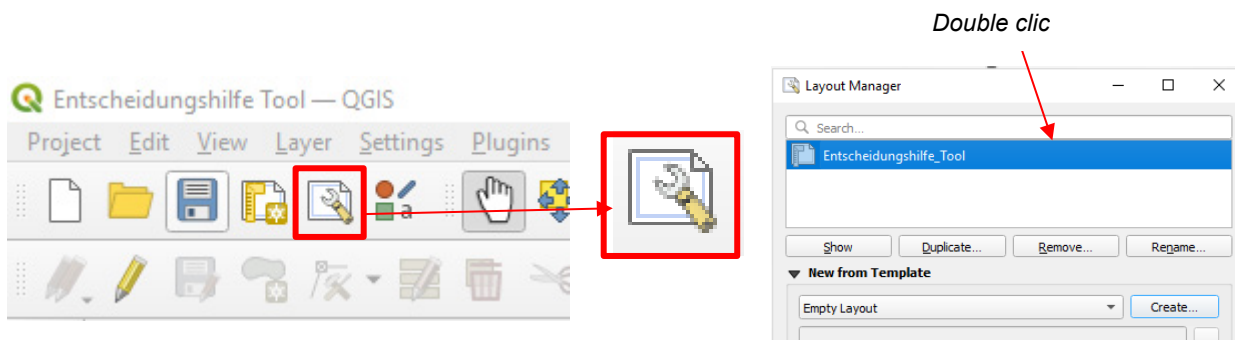 Double clic
Entscheidungshilfe Tool — QGIS
Project Edit View Layer Settings Plugins
a
Layout Manager
Search...
Entscheidungshilfe_Tool
Show Duplicate... Remove... Rename...
New from Template
Empty Layout Create...